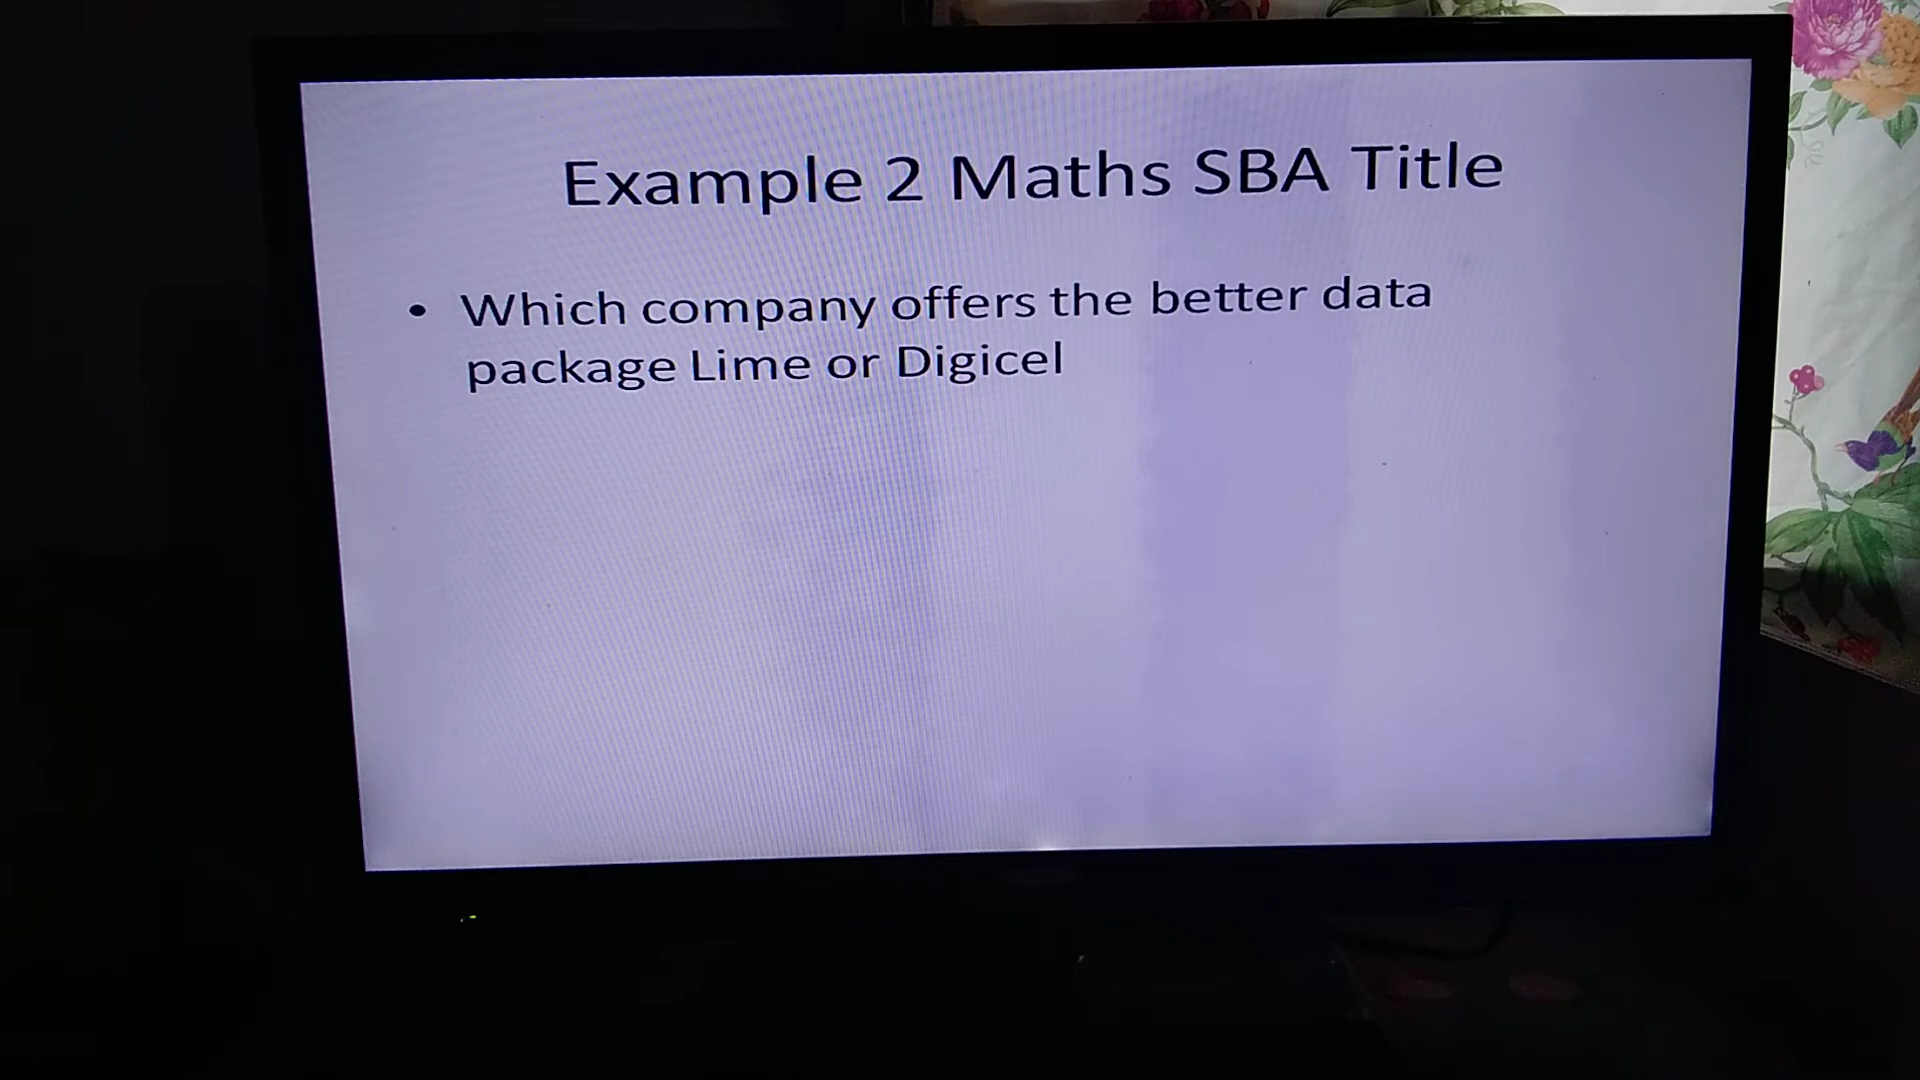 Example 2 Maths SBA Title
• Which company offers the better data
package Lime or Digicel